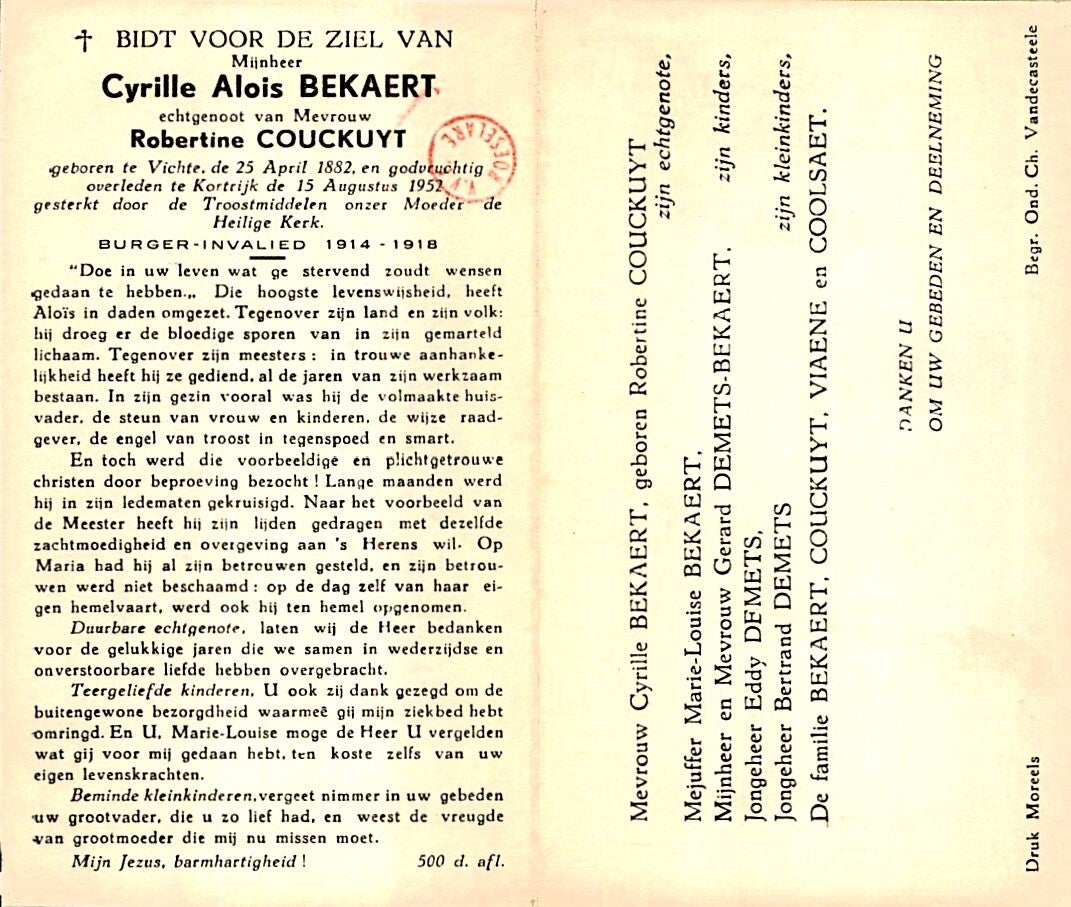 † BIDT VOOR DE ZIEL VAN
Mijnheer
Cyrille Alois BEKAERT
echtgenoot van Mevrouw
Robertine COUCKUYT
geboren te Vichte, de 25 April 1882, en godvruchtig
overleden te Kortrijk de 15 Augustus 1952
gesterkt door de Troostmiddelen onzer Moeder de
Heilige Kerk.
BURGER-INVALIED 1914-1918
"Doe in uw leven wat ge stervend zoudt wensen
gedaan te hebben„ Die hoogste levenswijsheid, heeft
Aloïs in daden omgezet. Tegenover zijn land en zijn volk:
hij droeg er de bloedige sporen van in zijn gemarteld
lichaam. Tegenover zijn meesters : in trouwe aanhanke-
lijkheid heeft hij ze gediend, al de jaren van zijn werkzaam
bestaan. In zijn gezin vooral was hij de volmaakte huis-
vader, de steun van vrouw en kinderen, de wijze raad-
gever, de engel van troost in tegenspoed en smart.
En toch werd die voorbeeldige en plichtgetrouwe
christen door beproeving bezocht ! Lange maanden werd
hij in zijn ledematen gekruisigd. Naar het voorbeeld van
de Meester heeft hij zijn lijden gedragen met dezelfde
zachtmoedigheid en overgeving aan 's Herens wil. Op
Maria had hij al zijn betrouwen gesteld, en zijn betrou-
wen werd niet beschaamd : op de dag zelf van haar ei-
gen hemelvaart, werd ook hij ten hemel opgenomen.
Duurbare echtgenote, laten wij de Heer bedanken
voor de gelukkige jaren die we samen in wederzijdse en
onverstoorbare liefde hebben overgebracht.
Teergeliefde kinderen, U ook zij dank gezegd om de
buitengewone bezorgdheid waarmeê gij mijn ziekbed hebt
omringd. En U, Marie-Louise moge de Heer U vergelden
wat gij voor mij gedaan hebt, ten koste zelfs van uw
eigen levenskrachten.
Beminde kleinkinderen, vergeet nimmer in uw gebeden
uw grootvader, die u zo lief had, en weest de vreugde
van grootmoeder die mij nu missen moet.
Mijn Jezus, barmhartigheid ! 500 d. afl.
ROESELARE
Mevrouw Cyrille BEKAERT, geboren Robertine COUCKUYT
zijn echtgenote,
Mejuffer Marie-Louise BEKAERT,
Mijnheer en Mevrouw Gerard DEMETS-BEKAERT. zijn kinders,
Jongeheer Eddy DEMETS,
Jongeheer Bertrand DEMETS
zijn kleinkinders,
De familie BEKAERT, COUCKUYT, VIAENE en COOLSAET.
DANKEN U
OM UW GEBEDEN EN DEELNEMING
Druk Moreels Begr. Ond. Ch. Vandecasteele